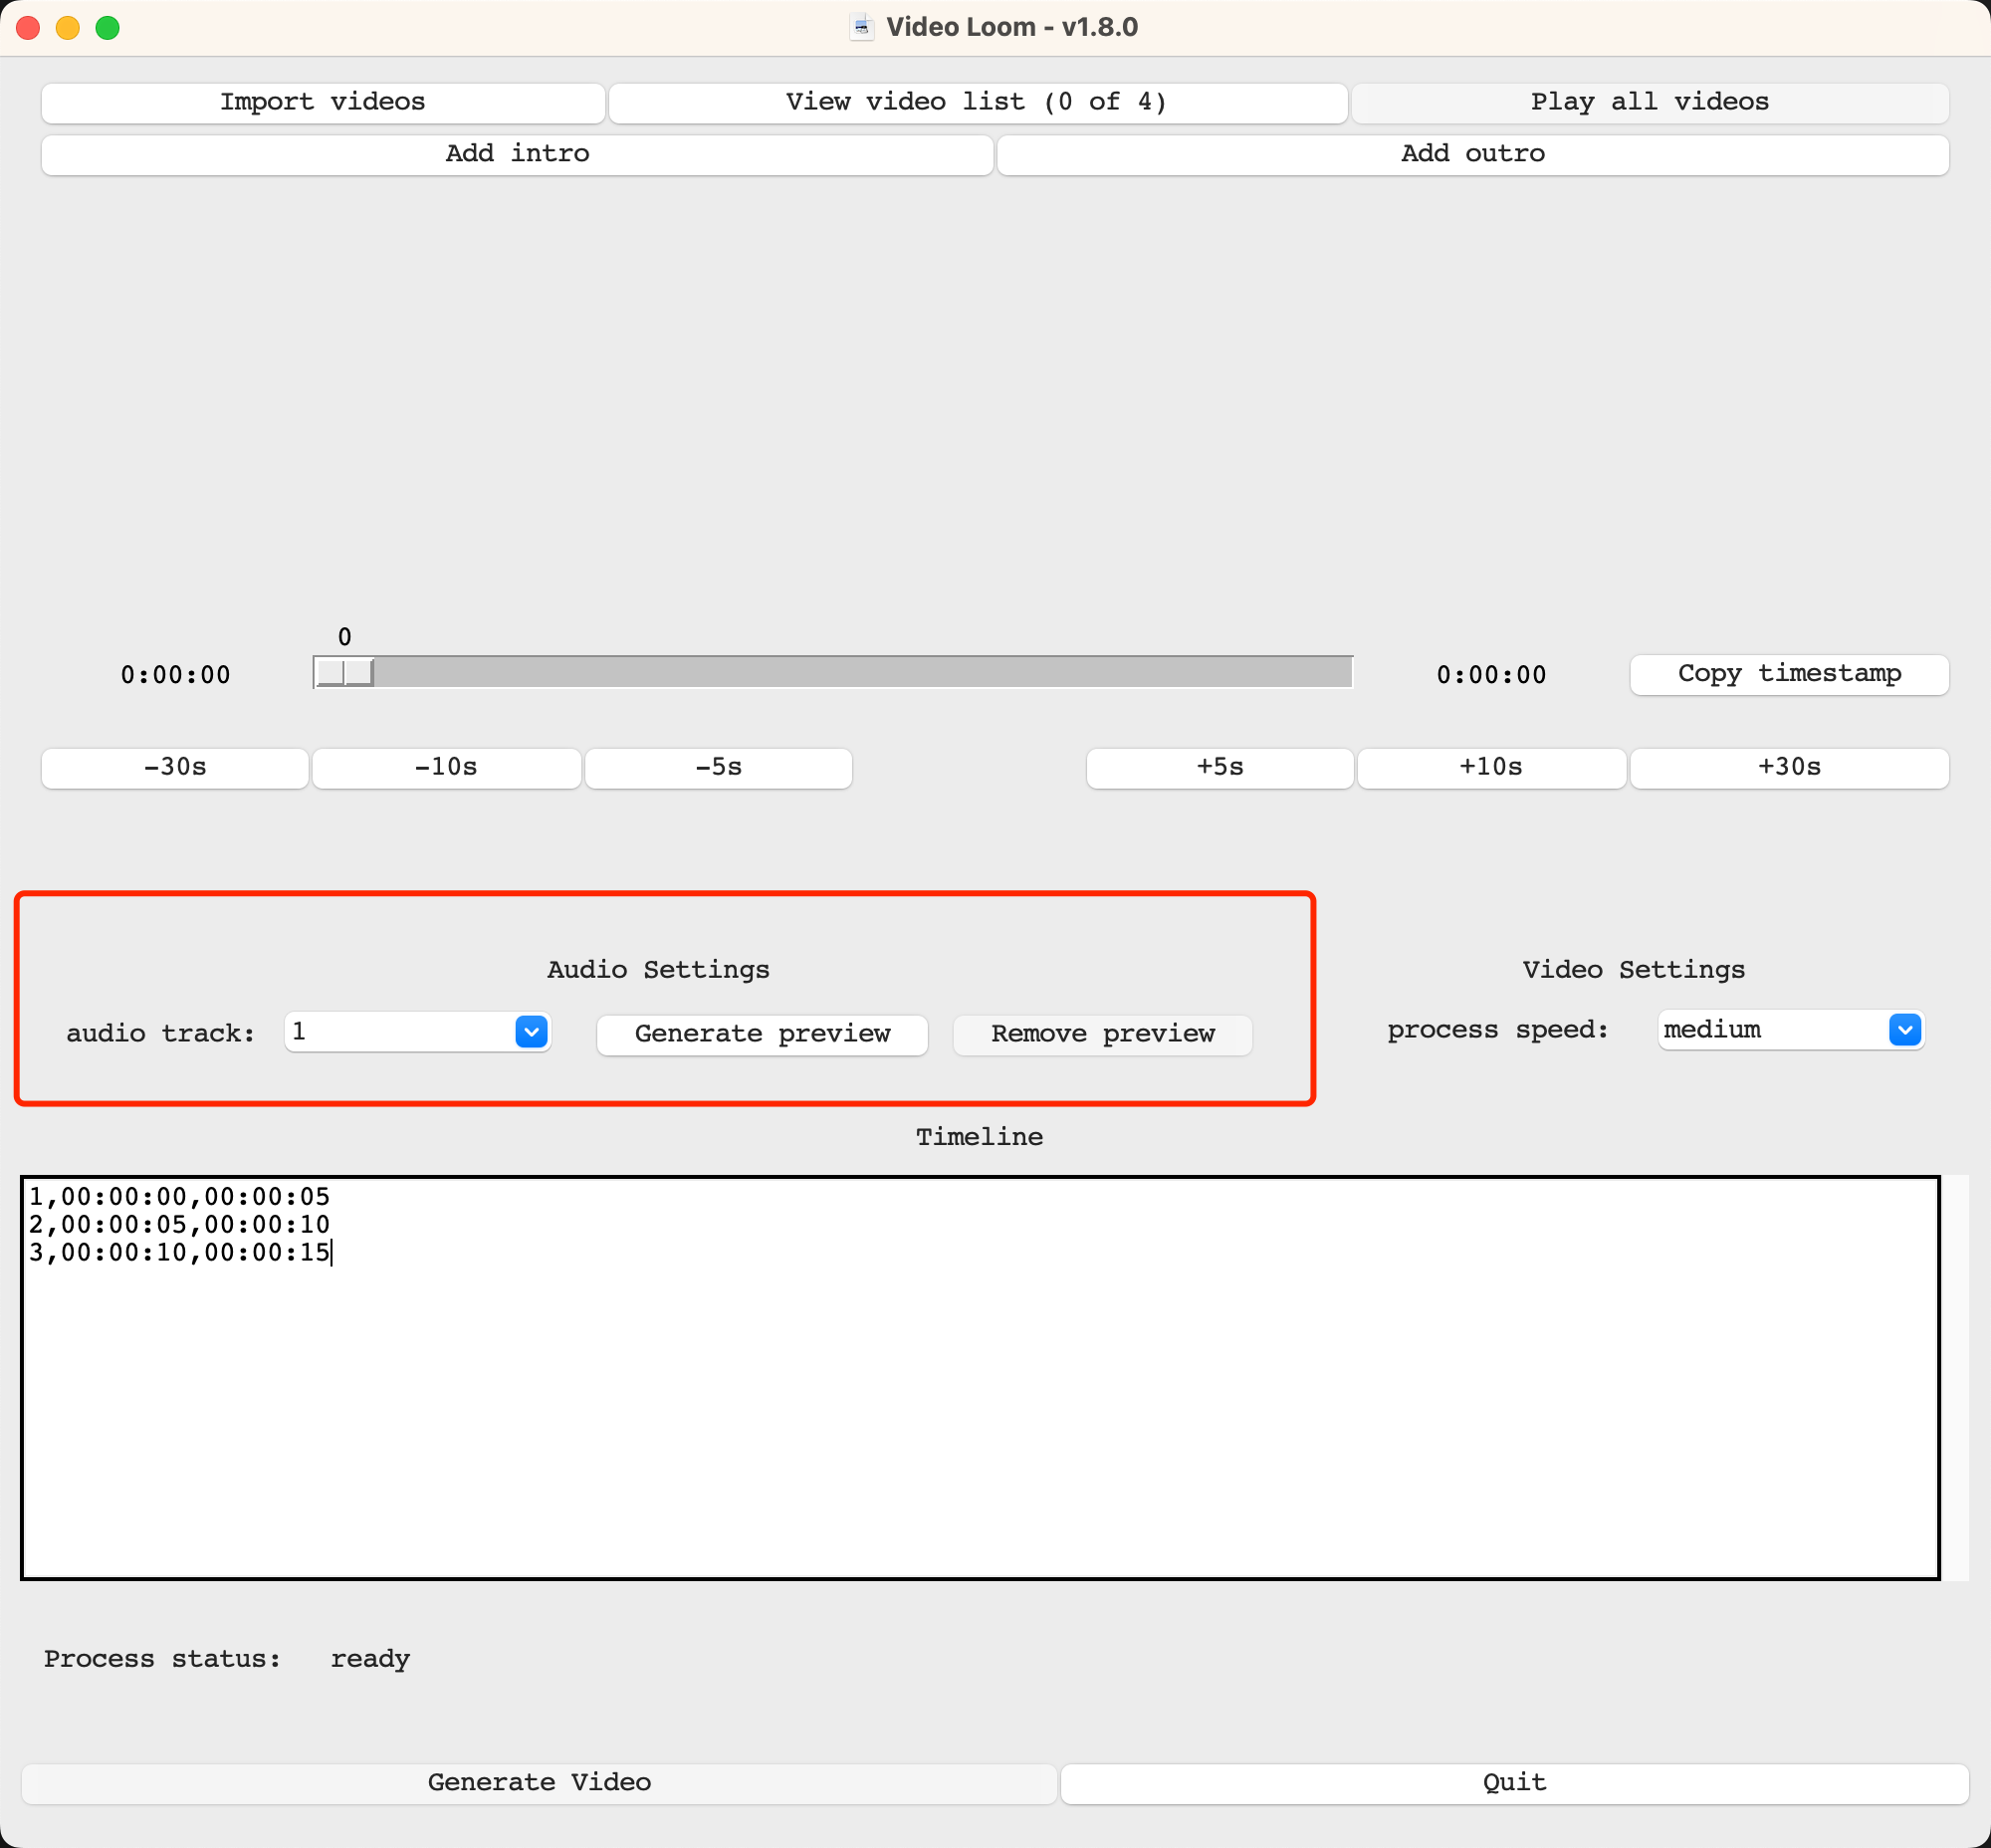 Video Loom - v1.8.0
Import videos View video list (0 of 4) Play all videos
Add intro Add outro
0
0:00:00 0:00:00 Copy timestamp
-30s -10s -5s +5s +10s +30s
Audio Settings Video Settings
audio track: 1 Generate preview Remove preview process speed: medium
Timeline
1,00:00:00,00:00:05
2,00:00:05,00:00:10
3,00:00:10,00:00:15
Process status: ready
Generate Video Quit